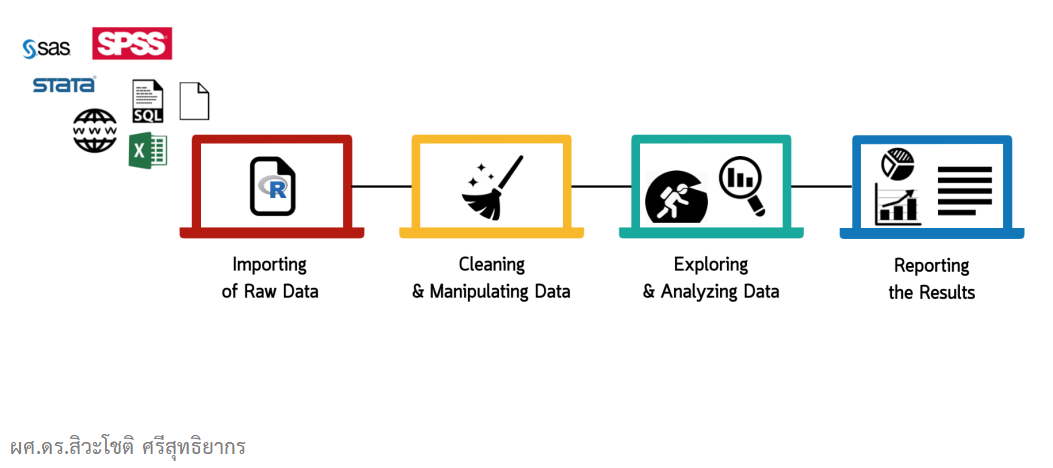 sas
SPSS
STATA
SQL
WWW
X
R
Importing
of Raw Data
Cleaning
& Manipulating Data
Exploring
& Analyzing Data
Reporting
the Results
ผศ.ดร.สิวะโชติ ศรีสุทธิยากร